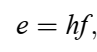 e = hf,